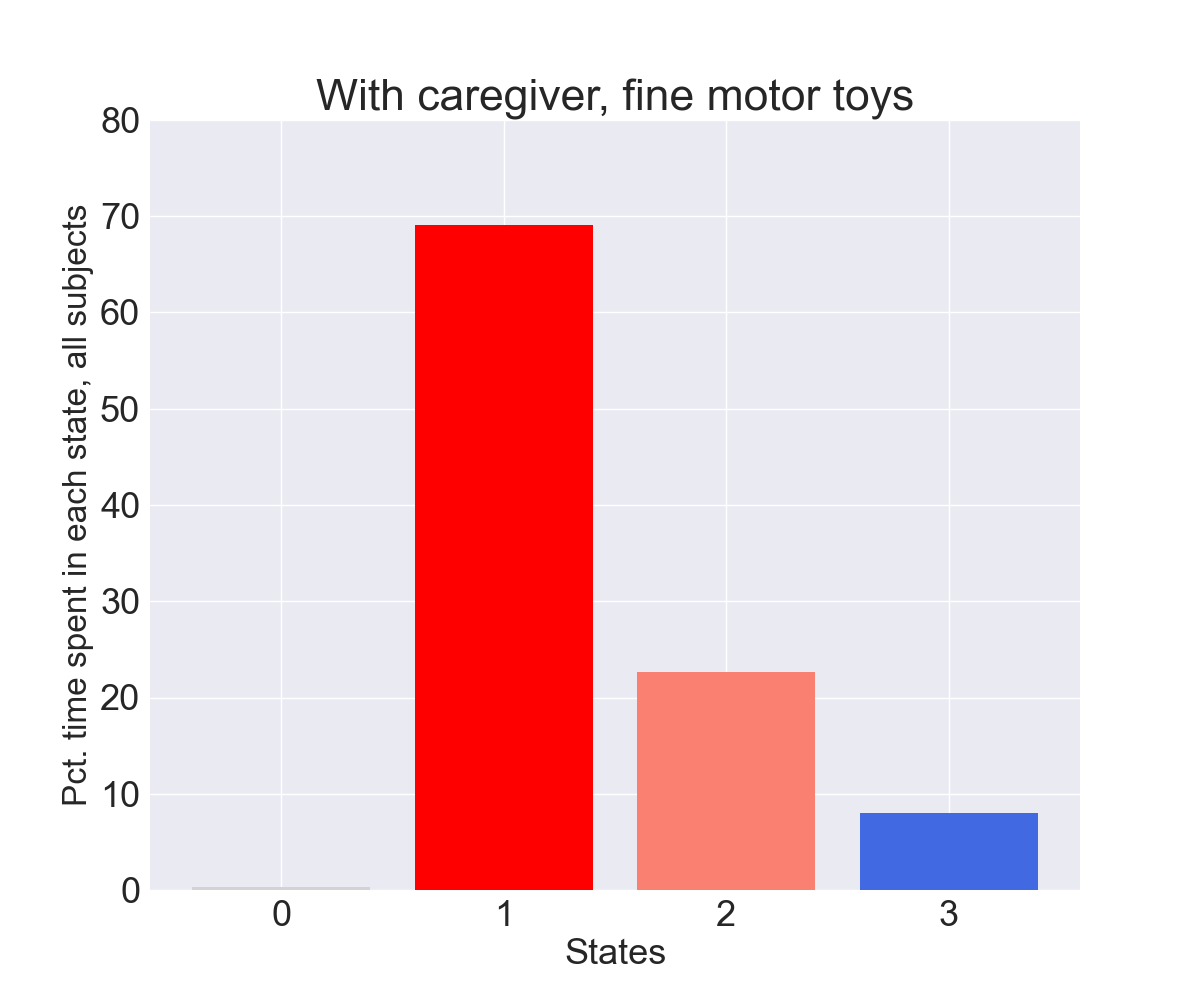 With caregiver, fine motor toys
Pct. time spent in each state, all subjects
80
70
60
50
40
30
20
10
0
0 1 2 3
States